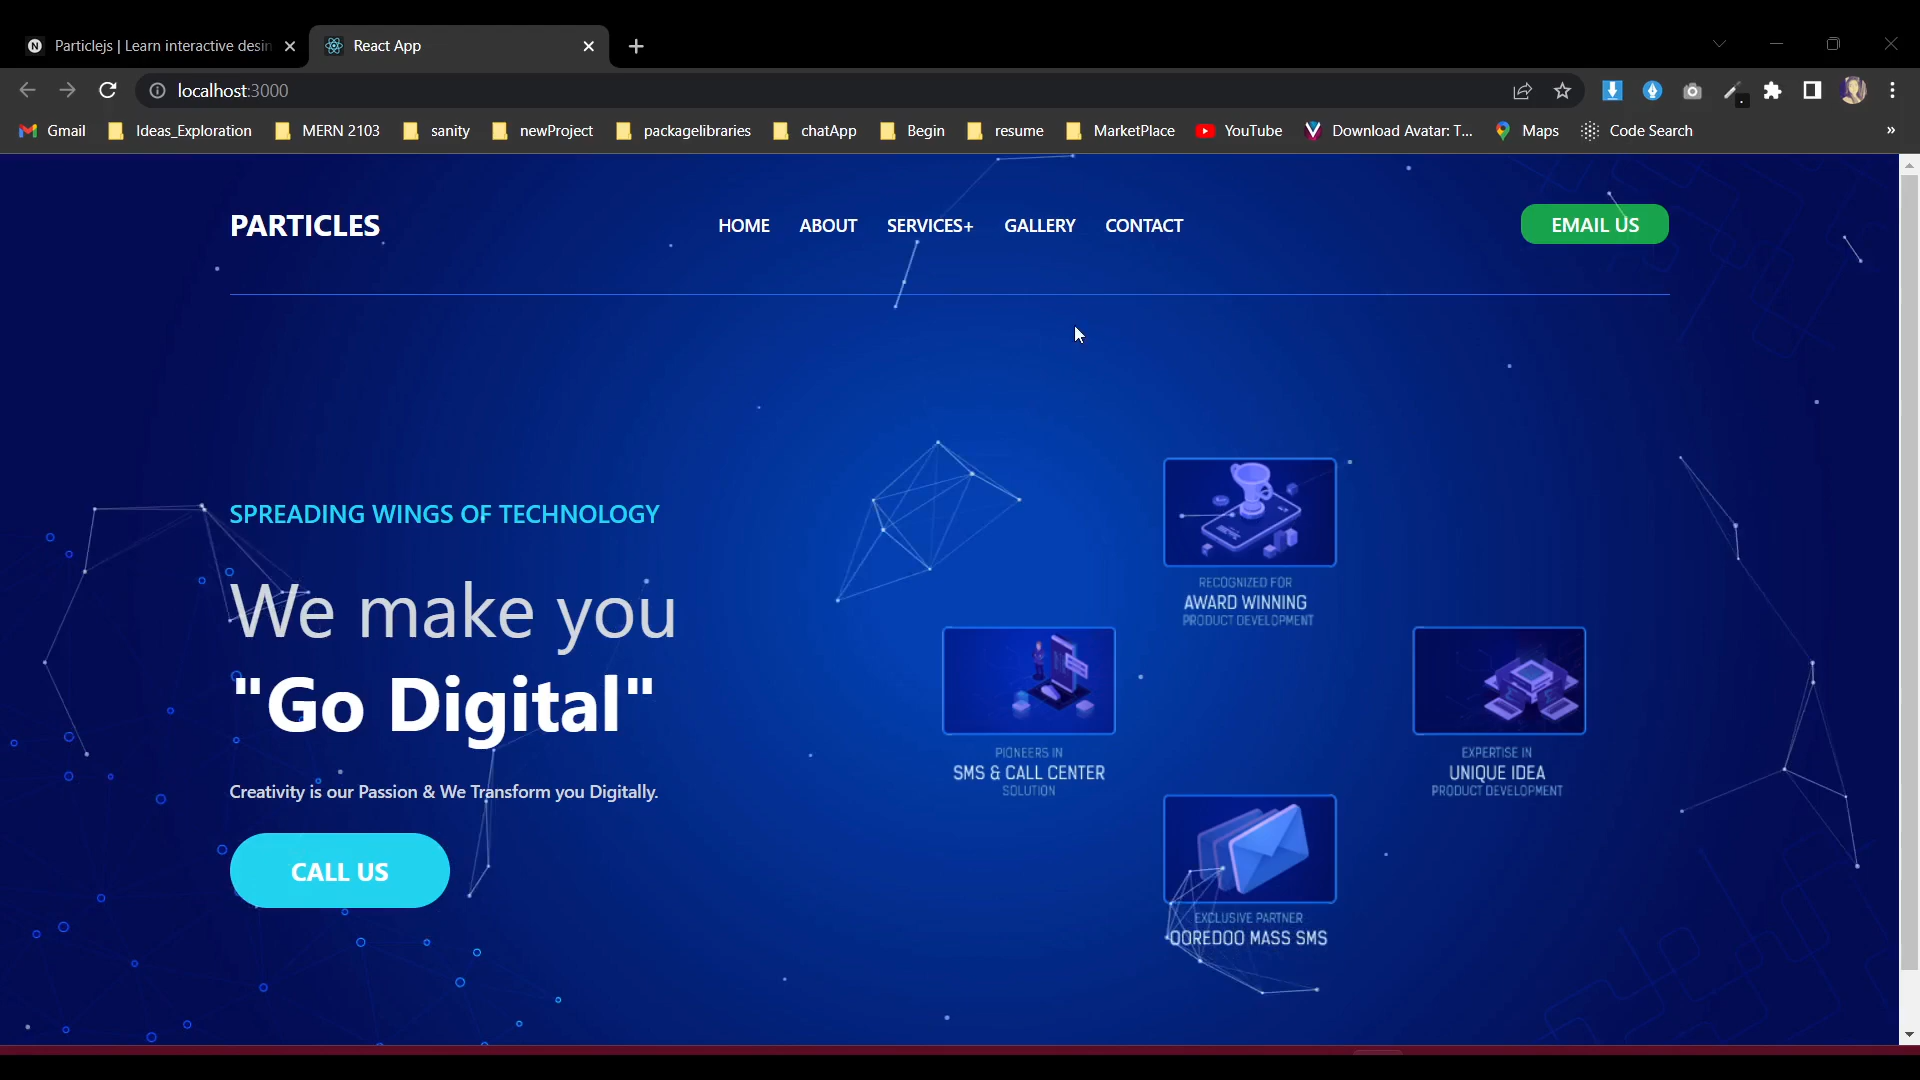 Particlejs | Learn interactive desin
React App
localhost:3000
Gmail
Ideas_Exploration
MERN 2103
sanity
newProject
packagelibraries
chatApp
Begin
resume
MarketPlace
YouTube
Download Avatar: T...
Maps
Code Search
»
PARTICLES
HOME
ABOUT
SERVICES+
GALLERY
CONTACT
EMAIL US
SPREADING WINGS OF TECHNOLOGY
We make you
"Go Digital"
Creativity is our Passion & We Transform you Digitally.
CALL US
RECOGNIZED FOR
AWARD WINNING
PRODUCT DEVELOPMENT
PIONEERS IN
SMS & CALL CENTER
SOLUTION
EXPERTISE IN
UNIQUE IDEA
PRODUCT DEVELOPMENT
EXCLUSIVE PARTNER
OOREDOO MASS SMS